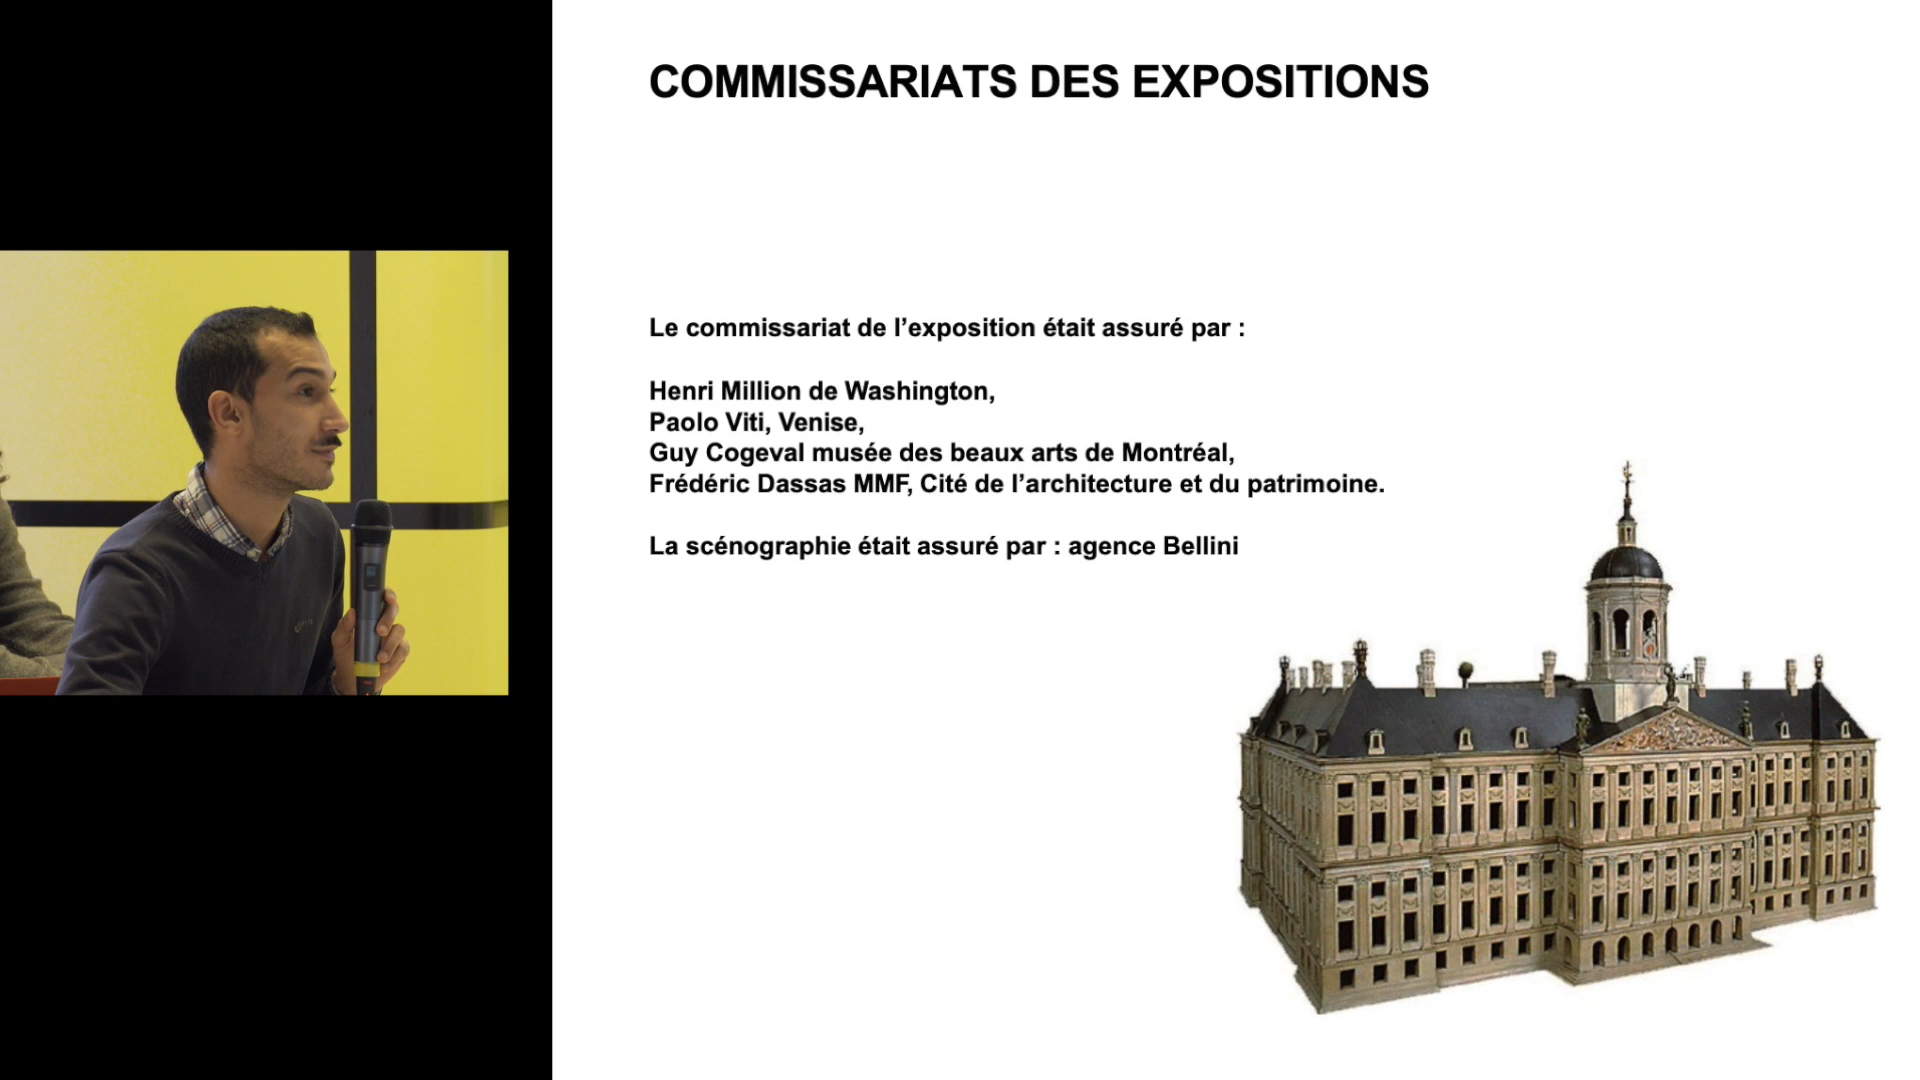 COMMISSARIATS DES EXPOSITIONS
Le commissariat de l’exposition était assuré par :
Henri Million de Washington,
Paolo Viti, Venise,
Guy Cogeval musée des beaux arts de Montréal,
Frédéric Dassas MMF, Cité de l’architecture et du patrimoine.
La scénographie était assuré par : agence Bellini